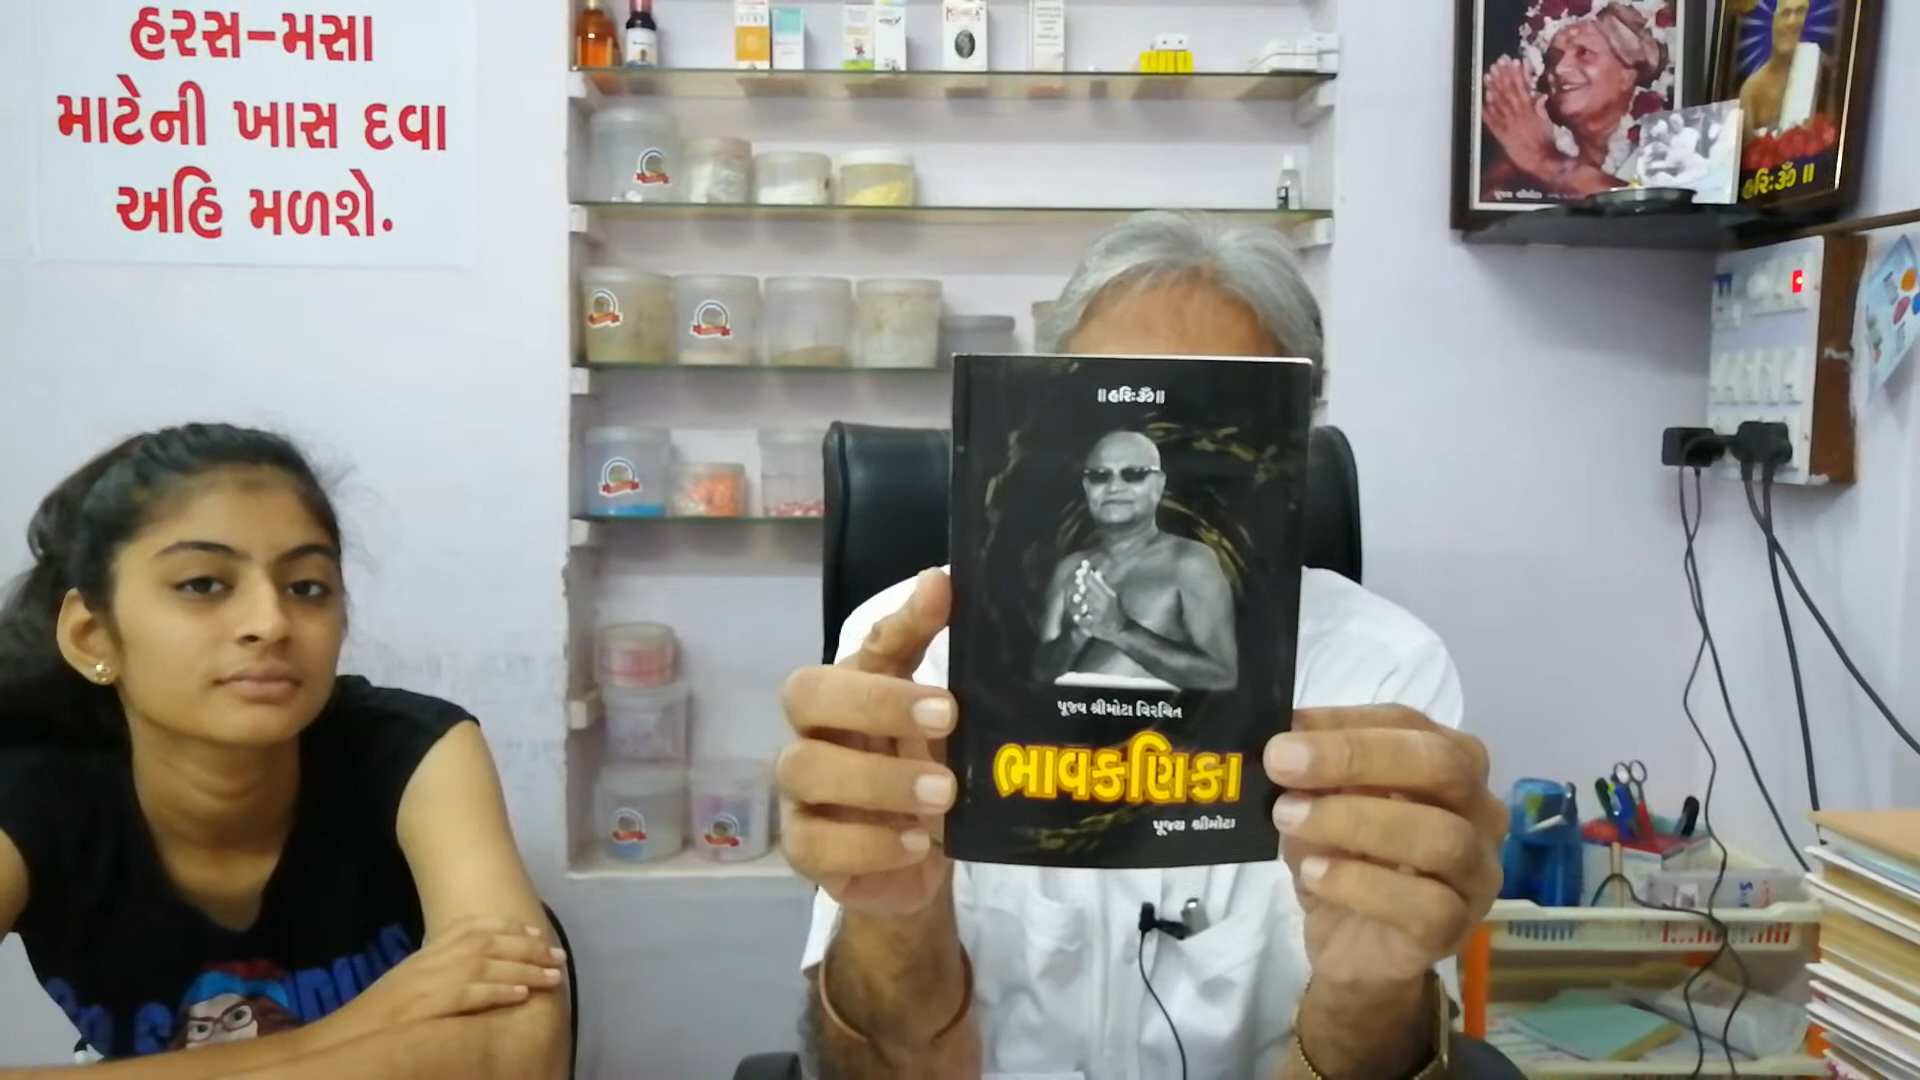 હરસ-મસા
માટેની ખાસ દવા
અહિ મળશે.
હરિઃૐ ॥
॥ હરિઃૐ ॥
પૂજ્ય શ્રીમોટા વિરચિત
ભાવકણિકા
પૂજ્ય શ્રીમોટા